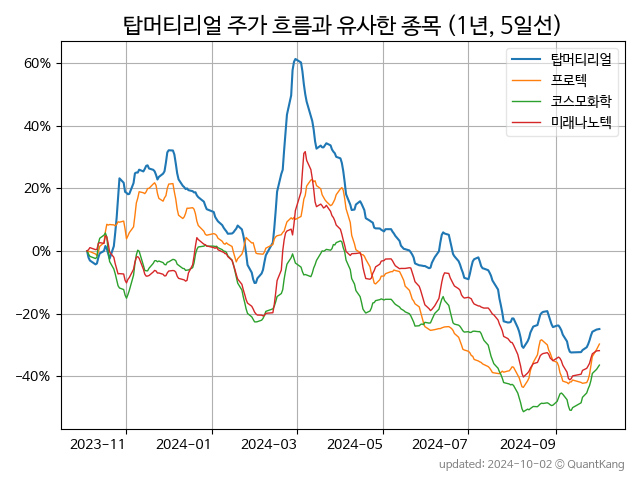 탑머티리얼 주가 흐름과 유사한 종목 (1년, 5일선)
탑머티리얼
프로텍
코스모화학
미래나노텍
60%
40%
20%
0%
−20%
−40%
2023-11 2024-01 2024-03 2024-05 2024-07 2024-09
updated: 2024-10-02 © QuantKang